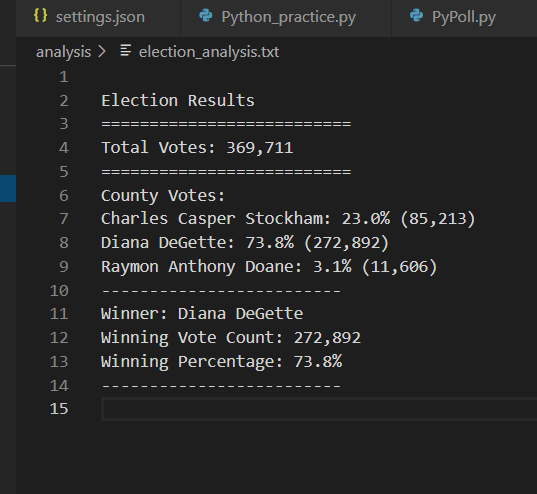 settings.json Python_practice.py PyPoll.py
analysis > election_analysis.txt
1
2 Election Results
3 ==========================
4 Total Votes: 369,711
5 ==========================
6 County Votes:
7 Charles Casper Stockham: 23.0% (85,213)
8 Diana DeGette: 73.8% (272,892)
9 Raymon Anthony Doane: 3.1% (11,606)
10 -------------------------
11 Winner: Diana DeGette
12 Winning Vote Count: 272,892
13 Winning Percentage: 73.8%
14 -------------------------
15